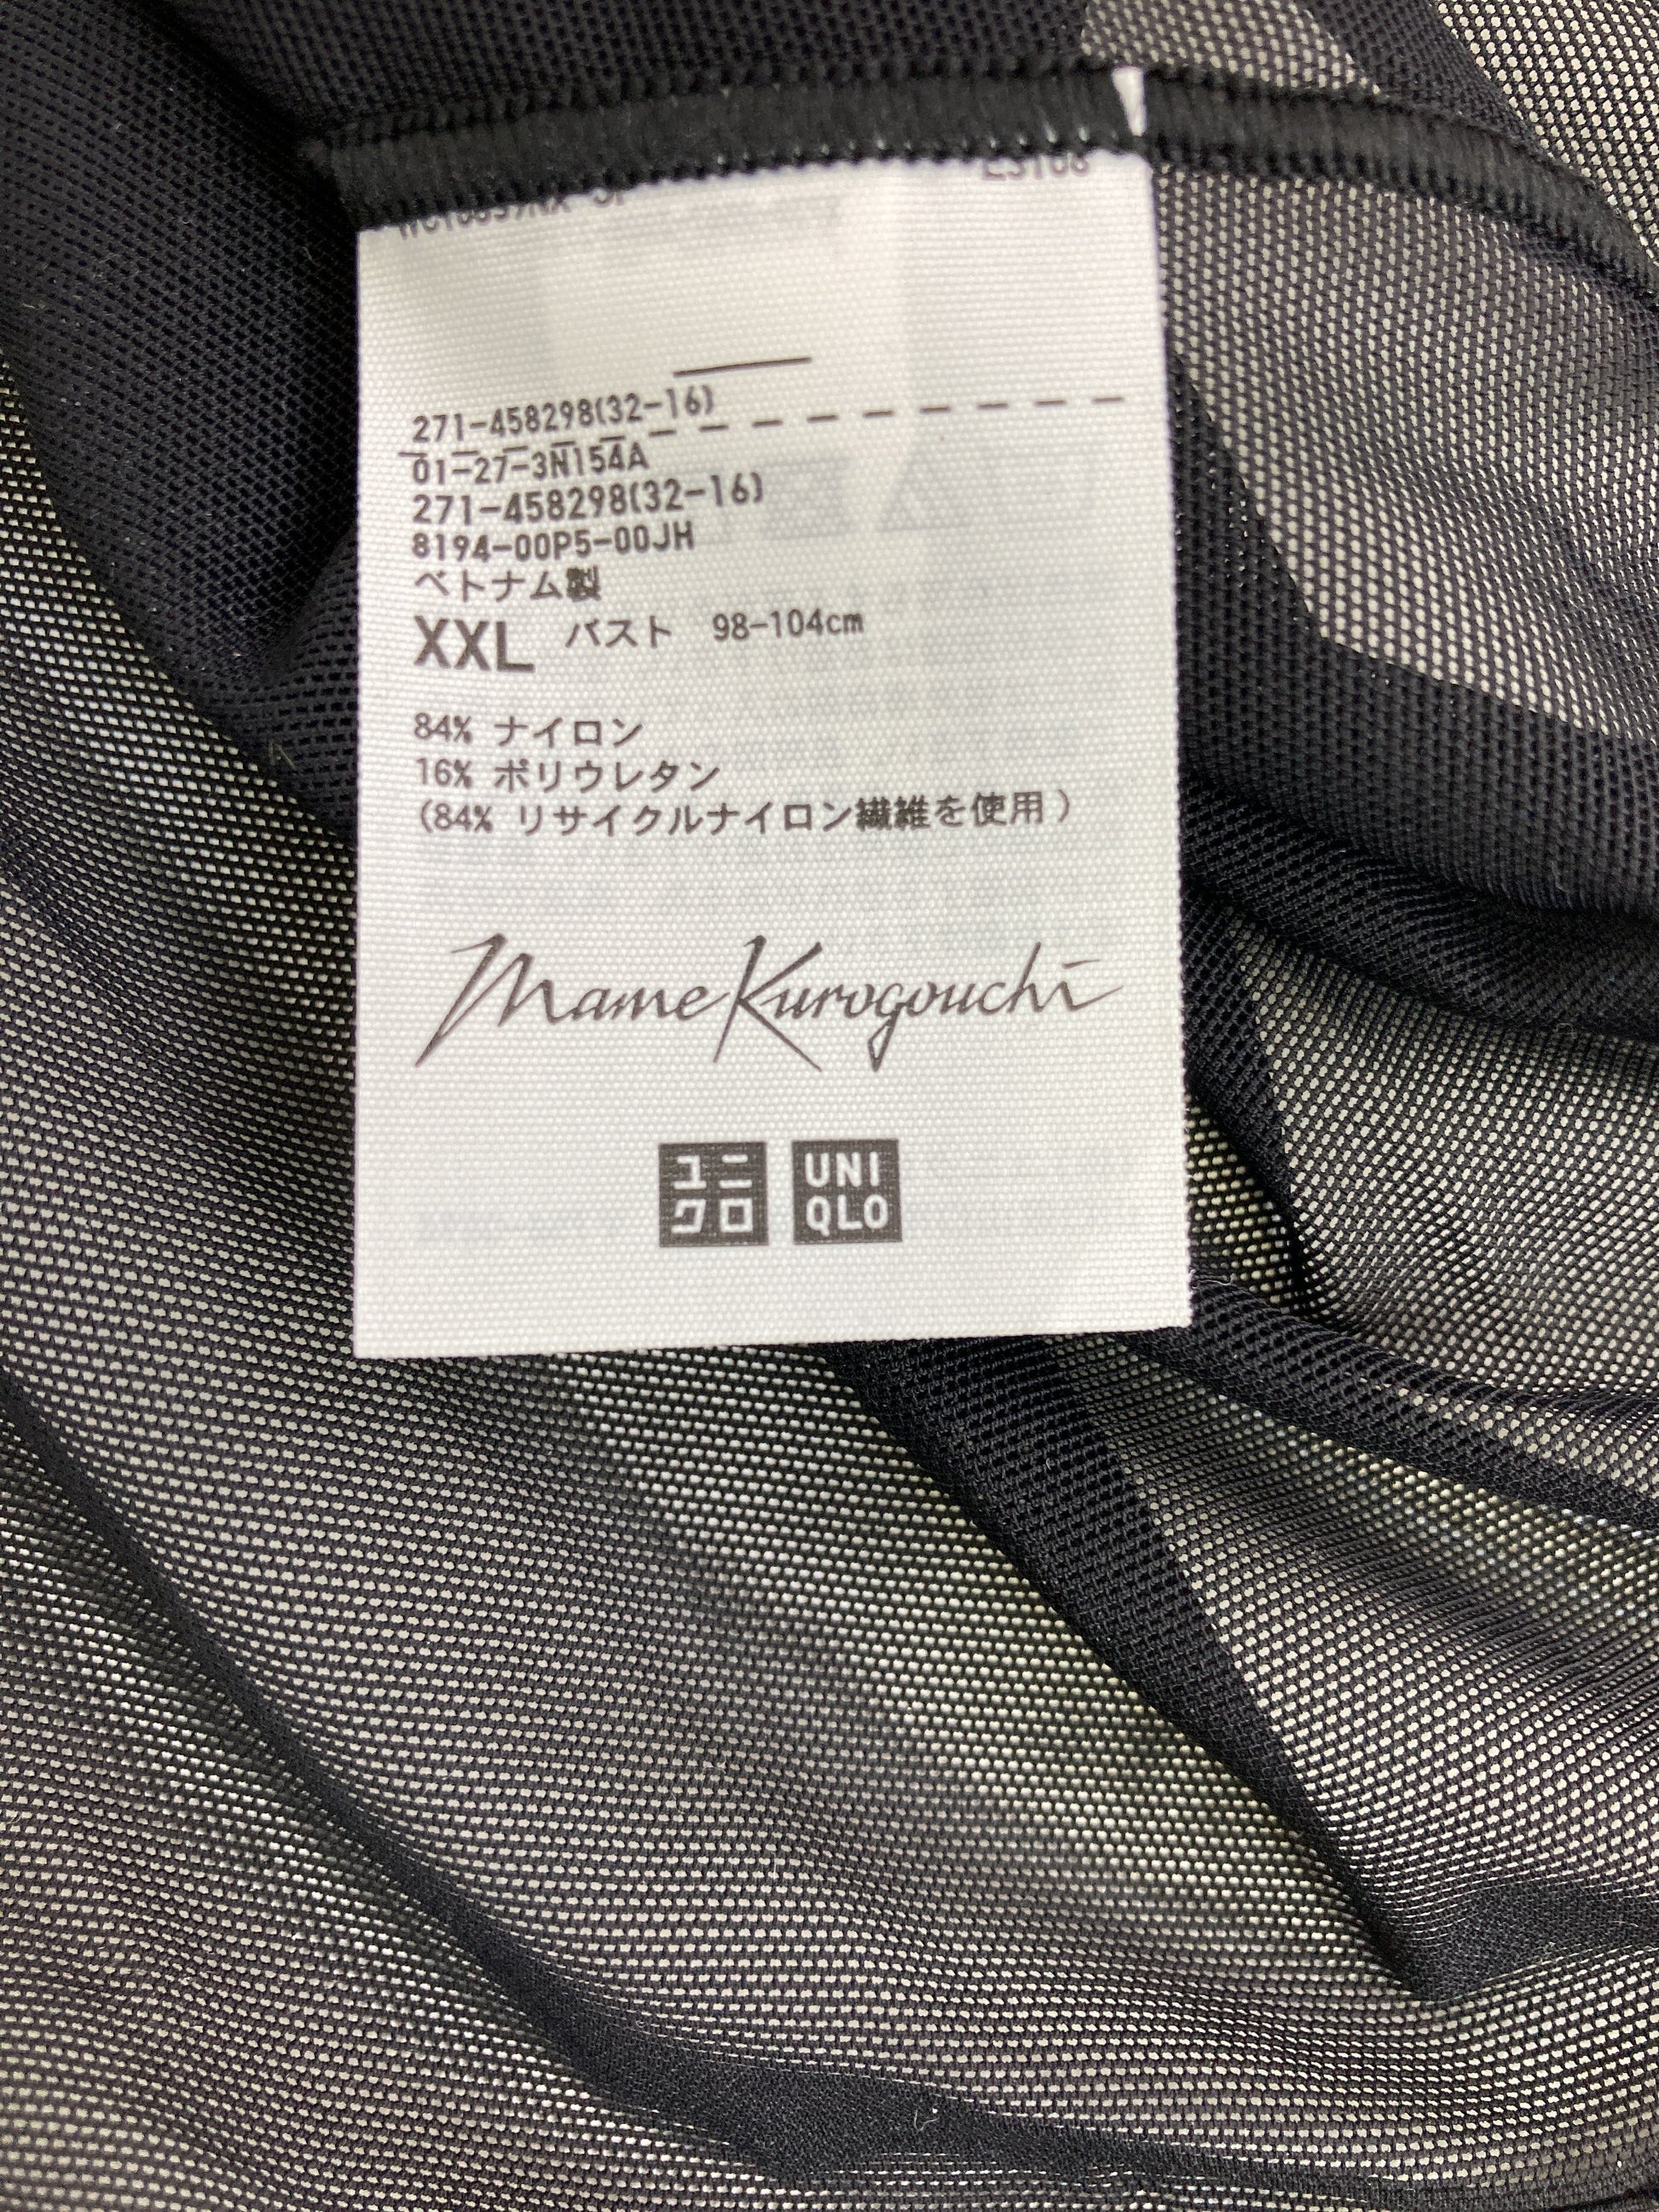 271-458298(32-16)
01-27-3N154A
271-458298(32-16)
8194-00P5-00JH
ベトナム製
XXL バスト 98-104cm
84% ナイロン
16% ポリウレタン
(84% リサイクルナイロン繊維を使用)
Mame Kurogouchi
ユニ UNI
クロ QLO